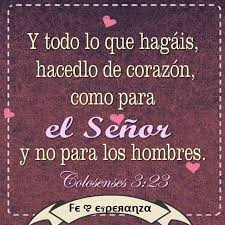 Y todo lo que hagáis,
hacedlo de corazón,
como para
el Señor
y no para los hombres.
Colosenses 3:23
Fe & esperanza